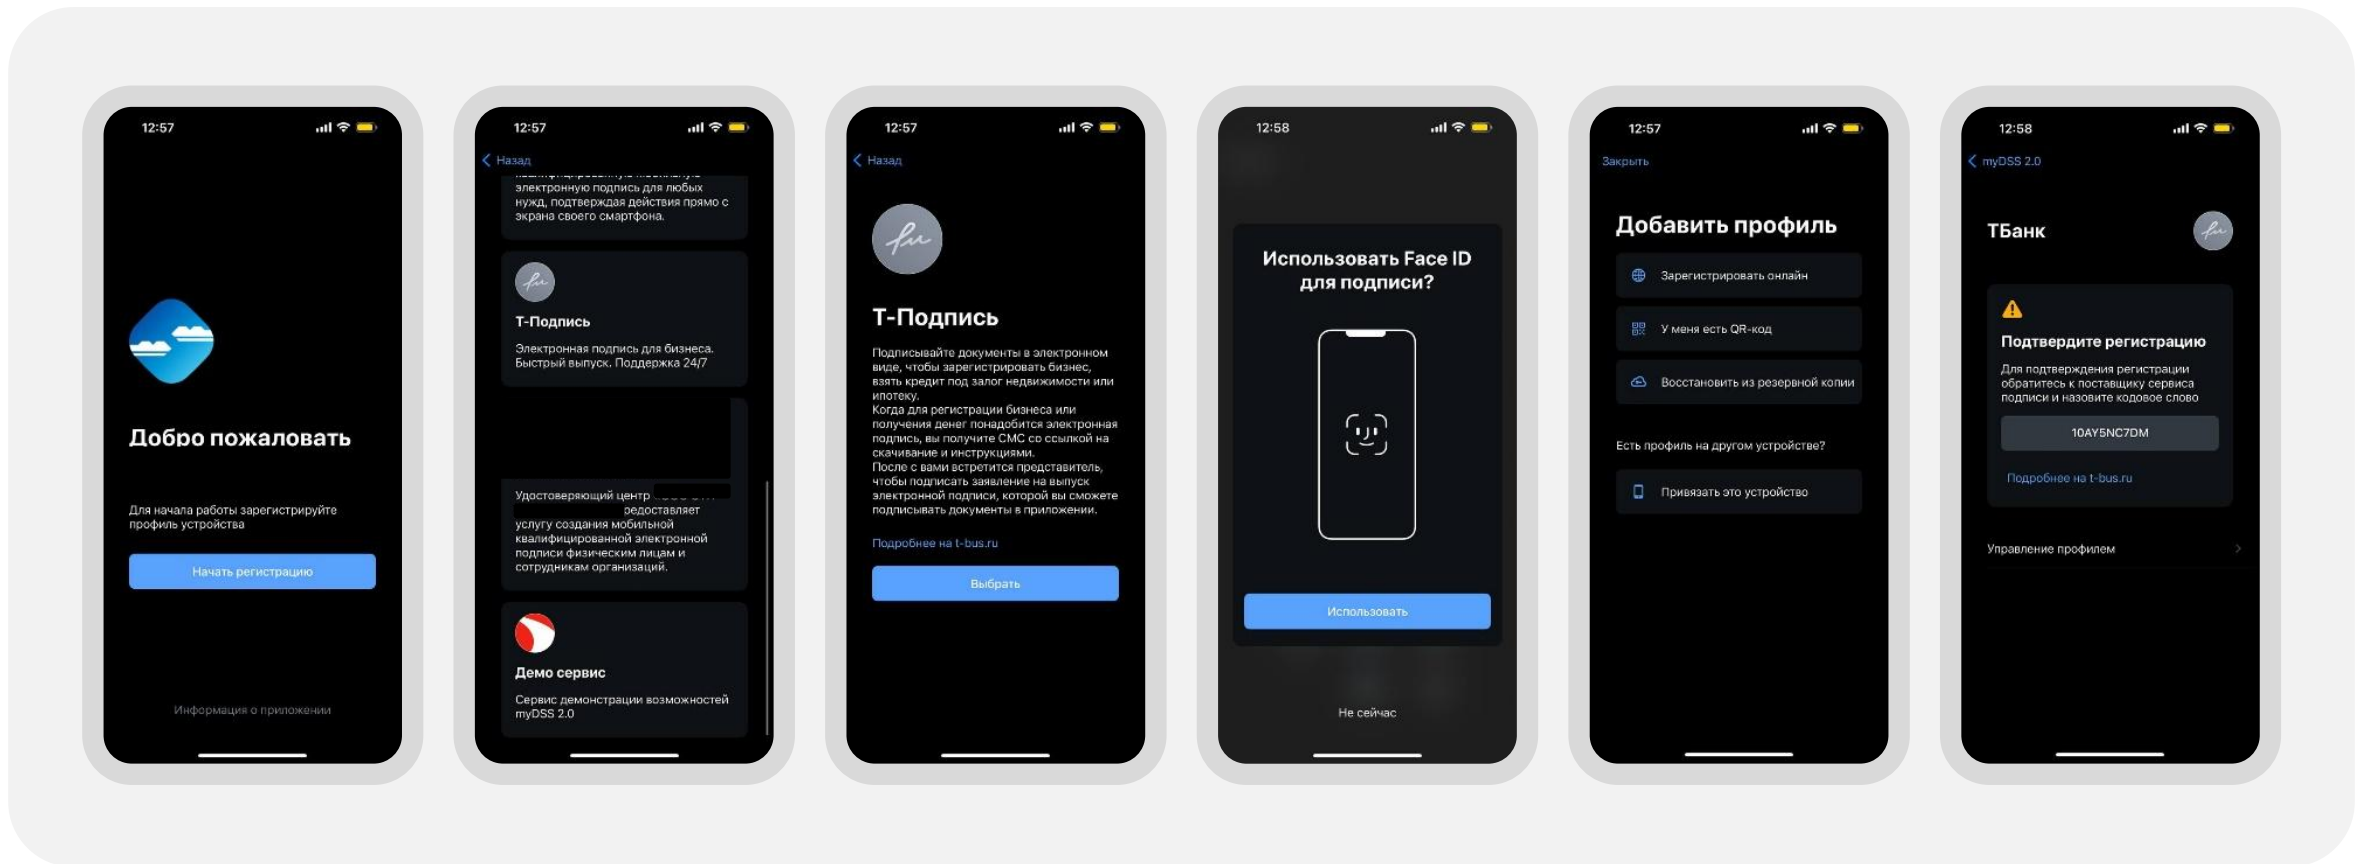 12:57
Добро пожаловать
Для начала работы зарегистрируйте
профиль устройства
Начать регистрацию
Информация о приложении
12:57
Назад
электронную подпись для любых
нужд, подтверждая действия прямо с
экрана своего смартфона.
Т-Подпись
Электронная подпись для бизнеса.
Быстрый выпуск. Поддержка 24/7
Удостоверяющий центр
редоставляет
услугу создания мобильной
квалифицированной электронной
подписи физическим лицам и
сотрудникам организаций.
Демо сервис
Сервис демонстрации возможностей
myDSS 2.0
12:57
Назад
Т-Подпись
Подписывайте документы в электронном
виде, чтобы зарегистрировать бизнес,
взять кредит под залог недвижимости или
ипотеку.
Когда для регистрации бизнеса или
получения денег понадобится электронная
подпись, вы получите СМС со ссылкой на
скачивание и инструкциями.
После с вами встретится представитель,
чтобы подписать заявление на выпуск
электронной подписи, которой вы сможете
подписывать документы в приложении.
Подробнее на t-bus.ru
Выбрать
12:58
Использовать Face ID
для подписи?
Использовать
Не сейчас
12:57
Закрыть
Добавить профиль
Зарегистрировать онлайн
У меня есть QR-код
Восстановить из резервной копии
Есть профиль на другом устройстве?
Привязать это устройство
12:58
myDSS 2.0
ТБанк
Подтвердите регистрацию
Для подтверждения регистрации
обратитесь к поставщику сервиса
подписи и назовите кодовое слово
10AY5NC7DM
Подробнее на t-bus.ru
Управление профилем